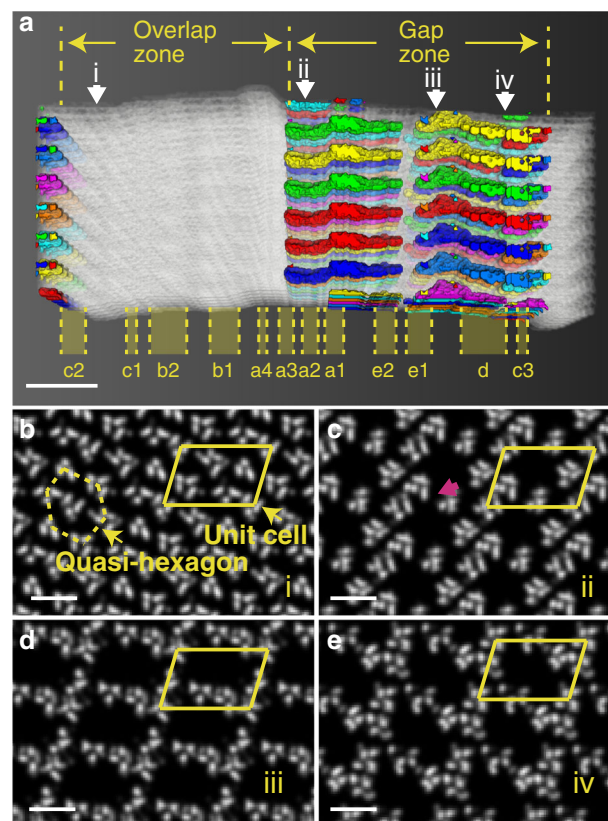 a
Overlap zone
Gap zone
i
ii
iii
iv
c2 c1 b2 b1 a4 a3 a2 a1 e2 e1 d c3
b
Unit cell
Quasi-hexagon
i
c
ii
d
iii
e
iv